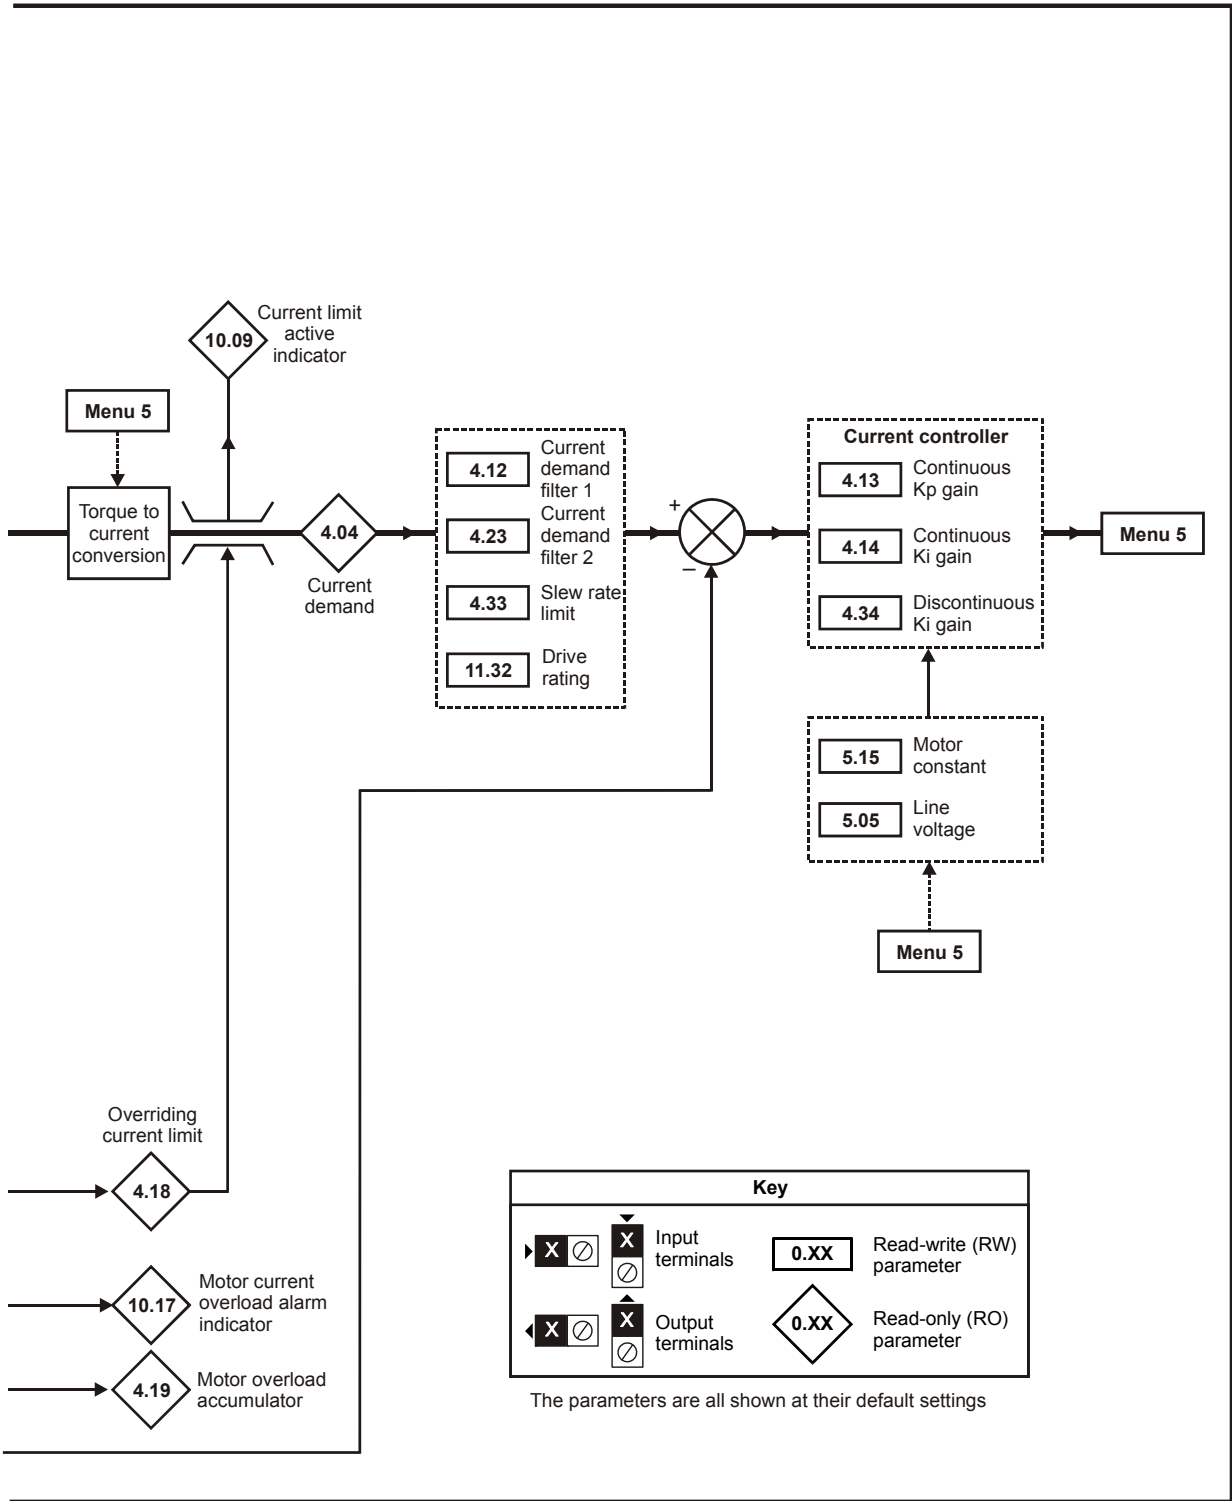 10.09
Current limit
active
indicator
Menu 5
Torque to
current
conversion
4.04
Current
demand
4.12
Current
demand
filter 1
4.23
Current
demand
filter 2
4.33
Slew rate
limit
11.32
Drive
rating
+
–
Current controller
4.13
Continuous
Kp gain
4.14
Continuous
Ki gain
4.34
Discontinuous
Ki gain
Menu 5
5.15
Motor
constant
5.05
Line
voltage
Menu 5
Overriding
current limit
4.18
10.17
Motor current
overload alarm
indicator
4.19
Motor overload
accumulator
Key
X
X
Input
terminals
0.XX
Read-write (RW)
parameter
X
X
Output
terminals
0.XX
Read-only (RO)
parameter
The parameters are all shown at their default settings